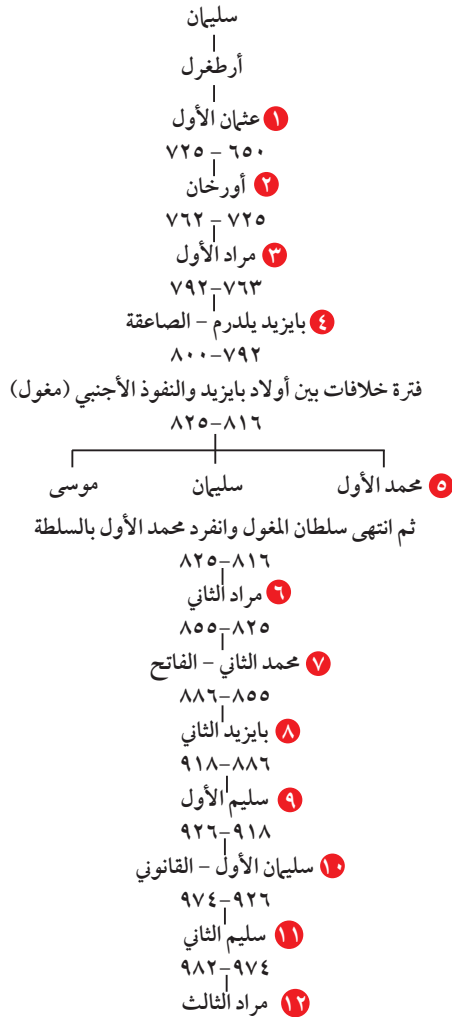 سليمان
أرطغرل
١ عثمان الأول
٦٥٠ – ٧٢٥
٢ أورخان
٧٢٥ – ٧٦٢
٣ مراد الأول
٧٦٣–٧٩٢
٤ بايزيد يلدرم – الصاعقة
٧٩٢–٨٠٠
فترة خلافات بين أولاد بايزيد والنفوذ الأجنبي (مغول)
٨١٦–٨٢٥
٥ محمد الأول سليمان موسى
ثم انتهى سلطان المغول وانفرد محمد الأول بالسلطة
٨١٦–٨٢٥
٦ مراد الثاني
٨٢٥–٨٥٥
٧ محمد الثاني – الفاتح
٨٥٥–٨٨٦
٨ بايزيد الثاني
٨٨٦–٩١٨
٩ سليم الأول
٩١٨–٩٢٦
١٠ سليمان الأول – القانوني
٩٢٦–٩٧٤
١١ سليم الثاني
٩٧٤–٩٨٢
١٢ مراد الثالث